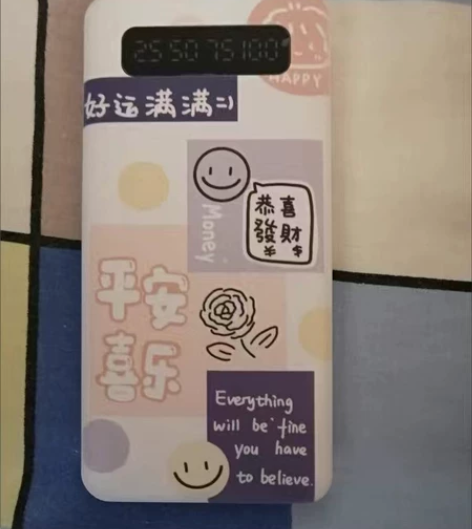 25 50 75 100
HAPPY
好运满满=)
Money
恭喜
發財
平安
喜乐
Everything
will be fine
you have
to believe.